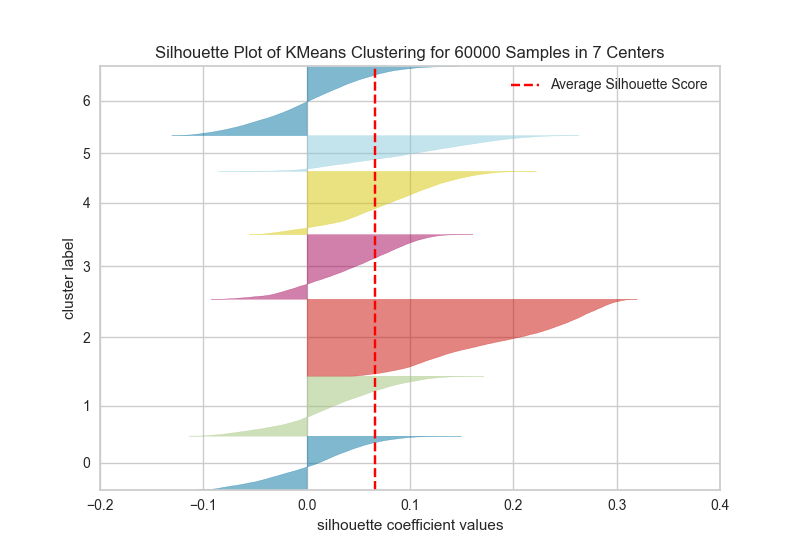 Silhouette Plot of KMeans Clustering for 60000 Samples in 7 Centers
Average Silhouette Score
cluster label
6
5
4
3
2
1
0
−0.2 −0.1 0.0 0.1 0.2 0.3 0.4
silhouette coefficient values